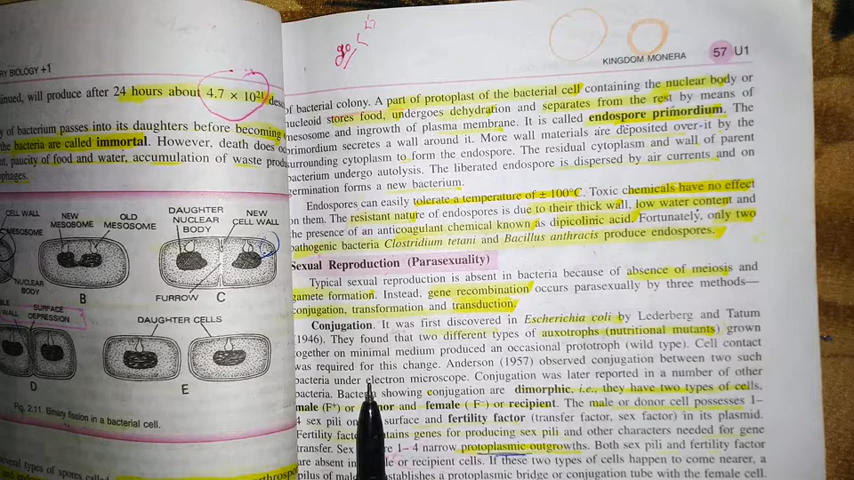 RY BIOLOGY +1
inued, will produce after 24 hours about 4.7 × 10²¹ desc
y of bacterium passes into its daughters before becoming
the bacteria are called immortal. However, death does oc
nt, paucity of food and water, accumulation of waste prod
phages.
CELL WALL
MESOSOME
NEW MESOSOME
OLD MESOSOME
DAUGHTER NUCLEAR BODY
NEW CELL WALL
NUCLEAR BODY
B
FURROW
C
WALL
SURFACE DEPRESSION
DAUGHTER CELLS
D
E
Fig. 2.11. Binary fission in a bacterial cell.
several types of spores called
go
KINGDOM MONERA 57 U1
of bacterial colony. A part of protoplast of the bacterial cell containing the nuclear body or
nucleoid stores food, undergoes dehydration and separates from the rest by means of
mesosome and ingrowth of plasma membrane. It is called endospore primordium. The
primordium secretes a wall around it. More wall materials are deposited over-it by the
surrounding cytoplasm to form the endospore. The residual cytoplasm and wall of parent
bacterium undergo autolysis. The liberated endospore is dispersed by air currents and on
germination forms a new bacterium.
Endospores can easily tolerate a temperature of ± 100°C. Toxic chemicals have no effect
on them. The resistant nature of endospores is due to their thick wall, low water content and
the presence of an anticoagulant chemical known as dipicolinic acid. Fortunately, only two
pathogenic bacteria Clostridium tetani and Bacillus anthracis produce endospores.
Sexual Reproduction (Parasexuality)
Typical sexual reproduction is absent in bacteria because of absence of meiosis and
gamete formation. Instead, gene recombination occurs parasexually by three methods—
conjugation, transformation and transduction.
Conjugation. It was first discovered in Escherichia coli by Lederberg and Tatum
(1946). They found that two different types of auxotrophs (nutritional mutants) grown
together on minimal medium produced an occasional prototroph (wild type). Cell contact
was required for this change. Anderson (1957) observed conjugation between two such
bacteria under electron microscope. Conjugation was later reported in a number of other
bacteria. Bacteria showing conjugation are dimorphic, i.e., they have two types of cells,
male (F⁺) or donor and female (F⁻) or recipient. The male or donor cell possesses 1–
4 sex pili on surface and fertility factor (transfer factor, sex factor) in its plasmid.
Fertility factor contains genes for producing sex pili and other characters needed for gene
transfer. Sex 1–4 narrow protoplasmic outgrowths. Both sex pili and fertility factor
are absent in or recipient cells. If these two types of cells happen to come nearer, a
pilus of male establishes a protoplasmic bridge or conjugation tube with the female cell.